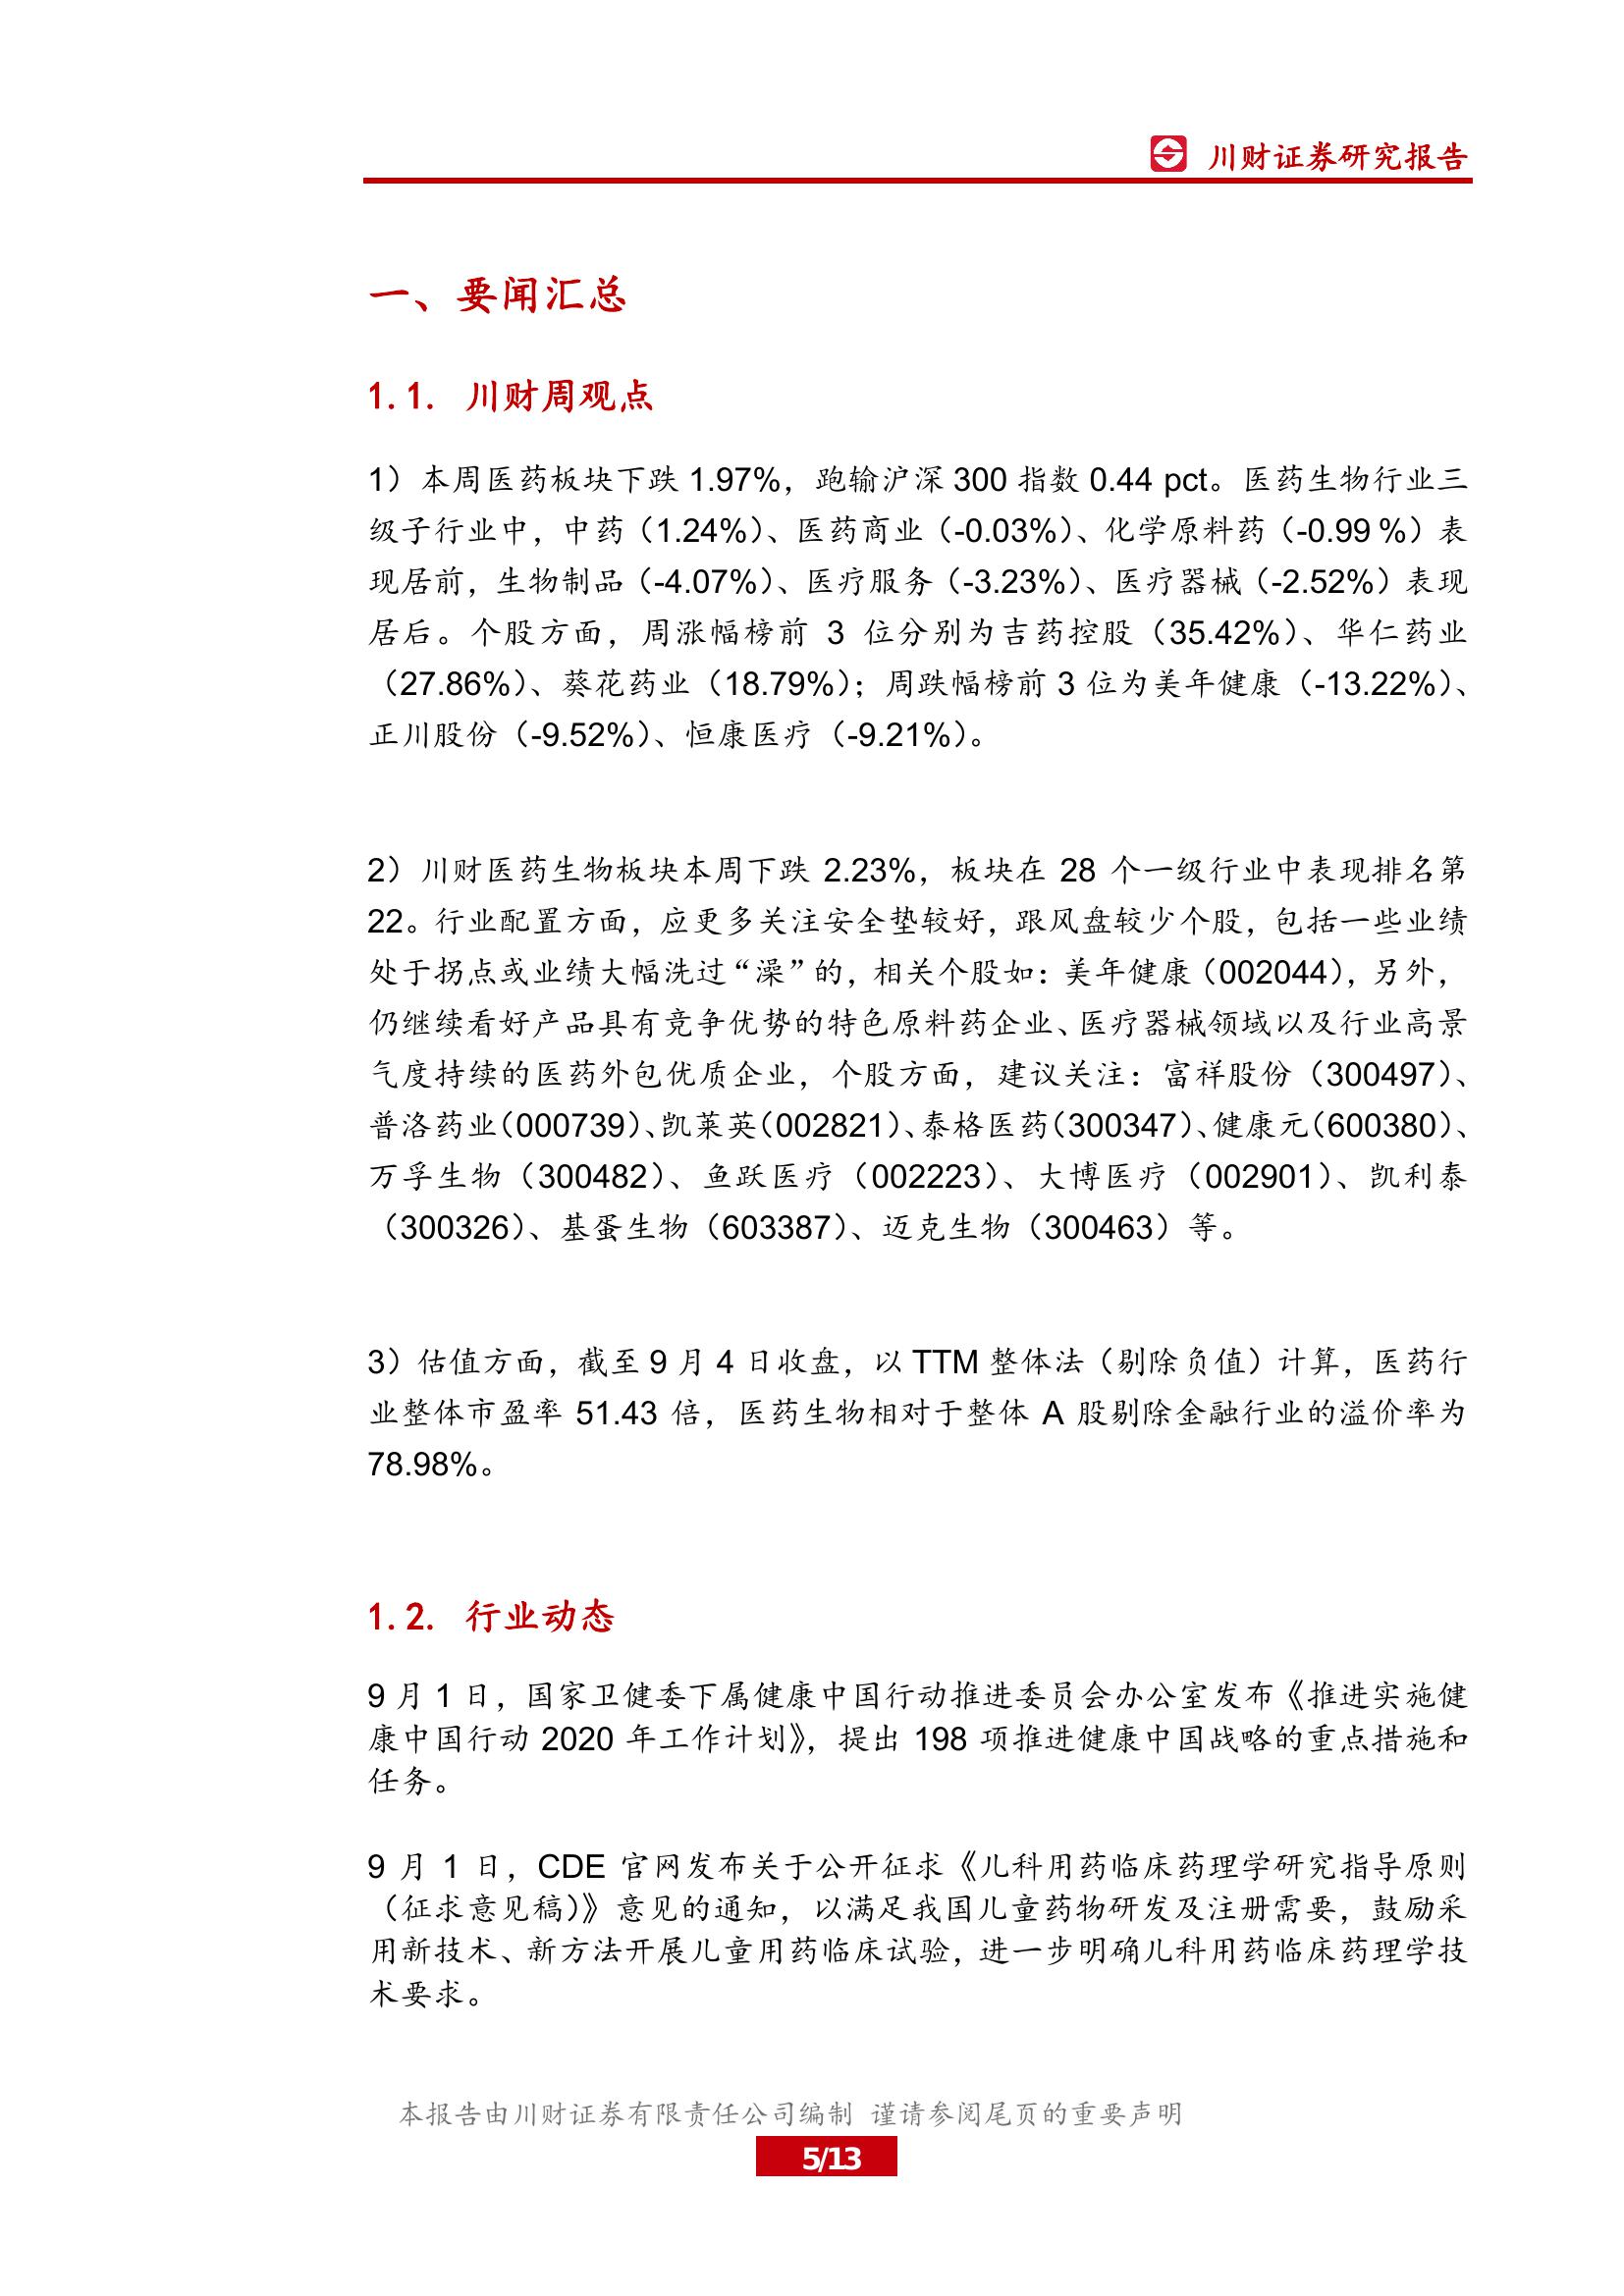 川财证券研究报告
一、要闻汇总
1.1. 川财周观点
1）本周医药板块下跌 1.97%，跑输沪深 300 指数 0.44 pct。医药生物行业三
级子行业中，中药（1.24%）、医药商业（-0.03%）、化学原料药（-0.99 %）表
现居前，生物制品（-4.07%）、医疗服务（-3.23%）、医疗器械（-2.52%）表现
居后。个股方面，周涨幅榜前 3 位分别为吉药控股（35.42%）、华仁药业
（27.86%）、葵花药业（18.79%）；周跌幅榜前 3 位为美年健康（-13.22%）、
正川股份（-9.52%）、恒康医疗（-9.21%）。
2）川财医药生物板块本周下跌 2.23%，板块在 28 个一级行业中表现排名第
22。行业配置方面，应更多关注安全垫较好，跟风盘较少个股，包括一些业绩
处于拐点或业绩大幅洗过“澡”的，相关个股如：美年健康（002044），另外，
仍继续看好产品具有竞争优势的特色原料药企业、医疗器械领域以及行业高景
气度持续的医药外包优质企业，个股方面，建议关注：富祥股份（300497）、
普洛药业（000739）、凯莱英（002821）、泰格医药（300347）、健康元（600380）、
万孚生物（300482）、鱼跃医疗（002223）、大博医疗（002901）、凯利泰
（300326）、基蛋生物（603387）、迈克生物（300463）等。
3）估值方面，截至 9 月 4 日收盘，以 TTM 整体法（剔除负值）计算，医药行
业整体市盈率 51.43 倍，医药生物相对于整体 A 股剔除金融行业的溢价率为
78.98%。
1.2. 行业动态
9 月 1 日，国家卫健委下属健康中国行动推进委员会办公室发布《推进实施健
康中国行动 2020 年工作计划》，提出 198 项推进健康中国战略的重点措施和
任务。
9 月 1 日，CDE 官网发布关于公开征求《儿科用药临床药理学研究指导原则
（征求意见稿）》意见的通知，以满足我国儿童药物研发及注册需要，鼓励采
用新技术、新方法开展儿童用药临床试验，进一步明确儿科用药临床药理学技
术要求。
本报告由川财证券有限责任公司编制 谨请参阅尾页的重要声明
5/13